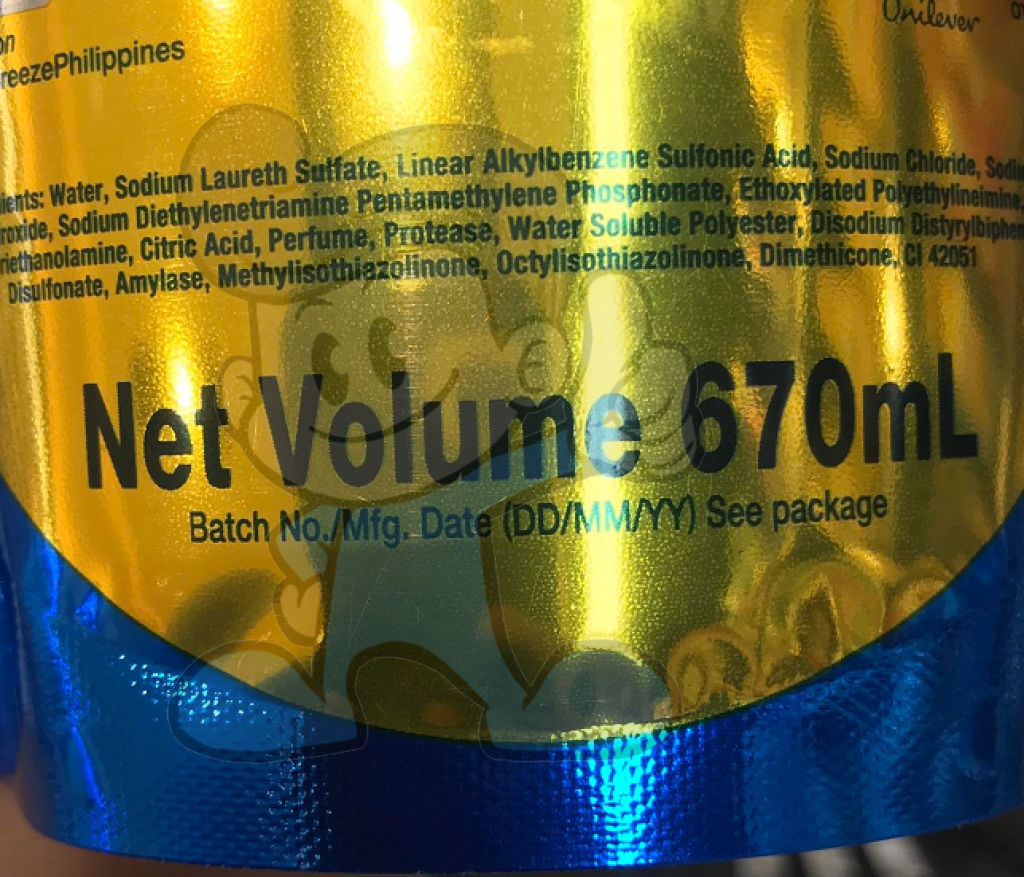 Unilever
on
reezePhilippines
ients: Water, Sodium Laureth Sulfate, Linear Alkylbenzene Sulfonic Acid, Sodium Chloride, Sodiu
roxide, Sodium Diethylenetriamine Pentamethylene Phosphonate, Ethoxylated Polyethylineimine,
riethanolamine, Citric Acid, Perfume, Protease, Water Soluble Polyester, Disodium Distyrylbiphen
Disulfonate, Amylase, Methylisothiazolinone, Octylisothiazolinone, Dimethicone, CI 42051
Net Volume 670mL
Batch No./Mfg. Date (DD/MM/YY) See package